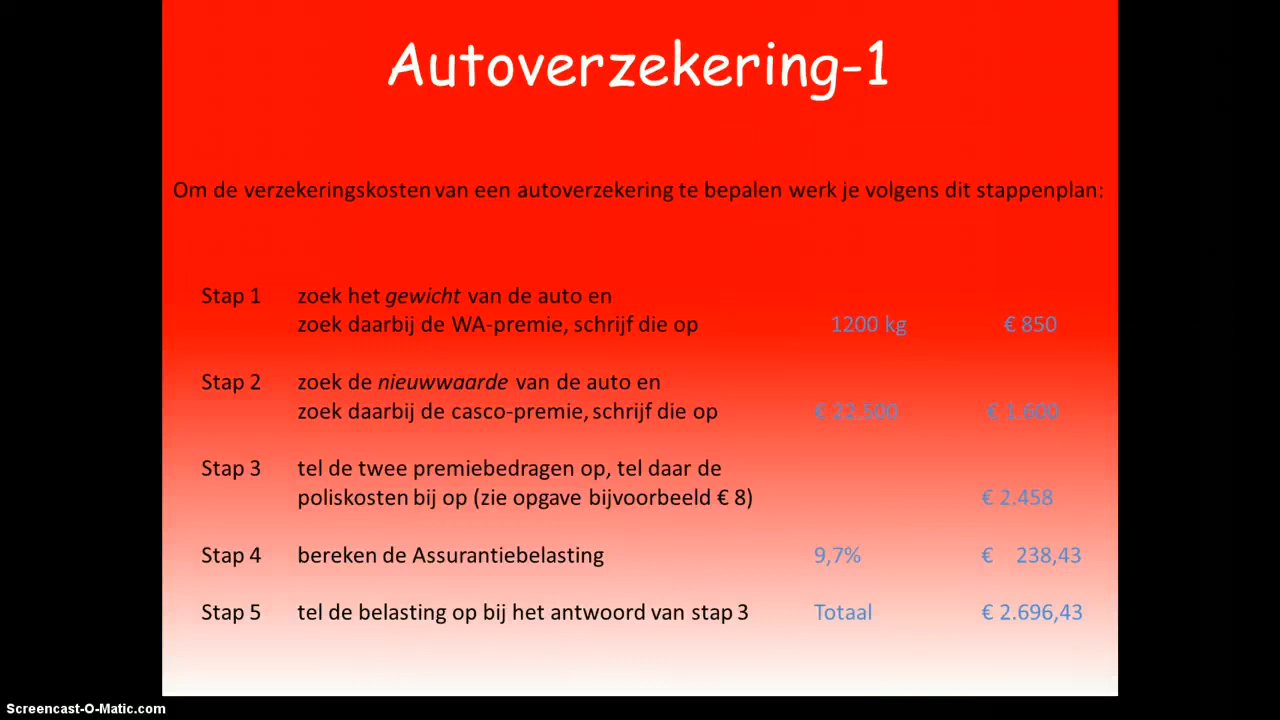 Autoverzekering-1
Om de verzekeringskosten van een autoverzekering te bepalen werk je volgens dit stappenplan:
Stap 1 zoek het gewicht van de auto en
zoek daarbij de WA-premie, schrijf die op 1200 kg € 850
Stap 2 zoek de nieuwwaarde van de auto en
zoek daarbij de casco-premie, schrijf die op € 22.500 € 1.600
Stap 3 tel de twee premiebedragen op, tel daar de
poliskosten bij op (zie opgave bijvoorbeeld € 8) € 2.458
Stap 4 bereken de Assurantiebelasting 9,7% € 238,43
Stap 5 tel de belasting op bij het antwoord van stap 3 Totaal € 2.696,43
Screencast-O-Matic.com